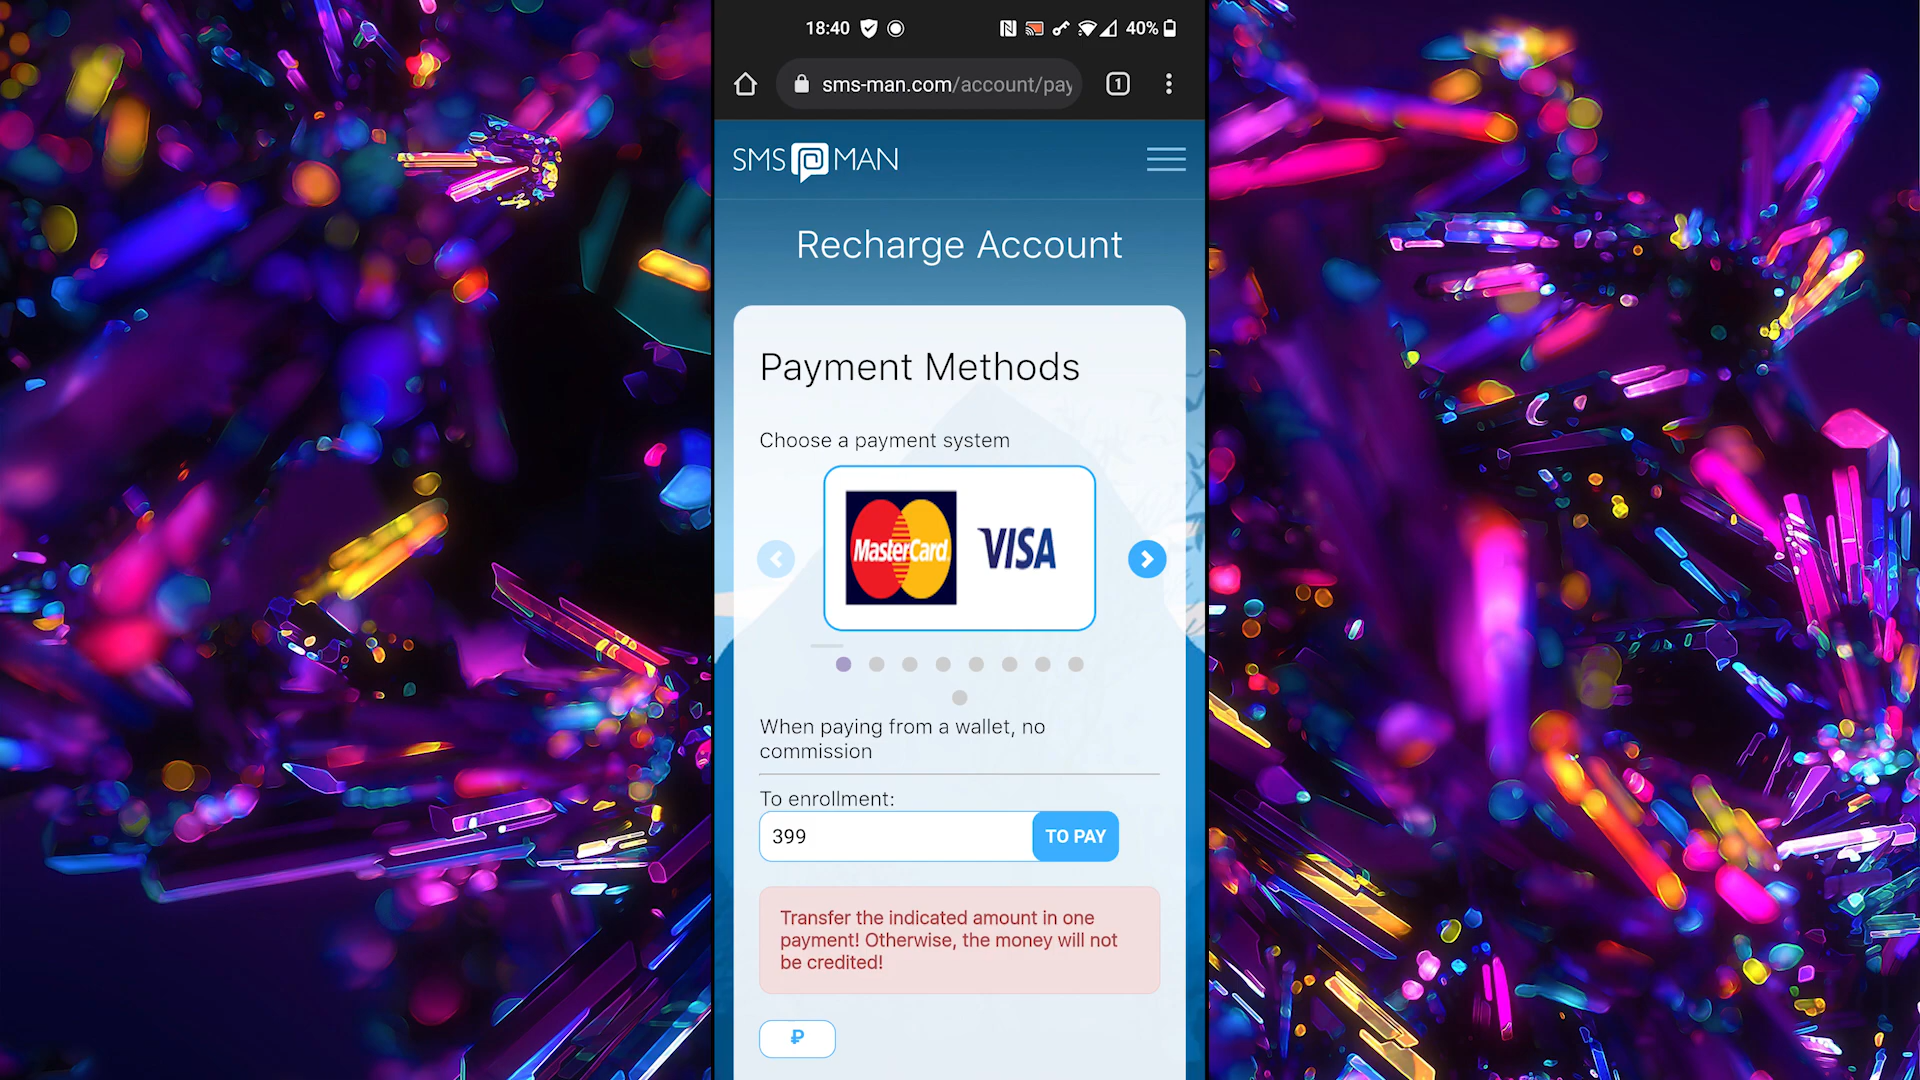 18:40
40%
sms-man.com/account/pay
1
SMS MAN
Recharge Account
Payment Methods
Choose a payment system
MasterCard
VISA
When paying from a wallet, no
commission
To enrollment:
399
TO PAY
Transfer the indicated amount in one
payment! Otherwise, the money will not
be credited!
₽